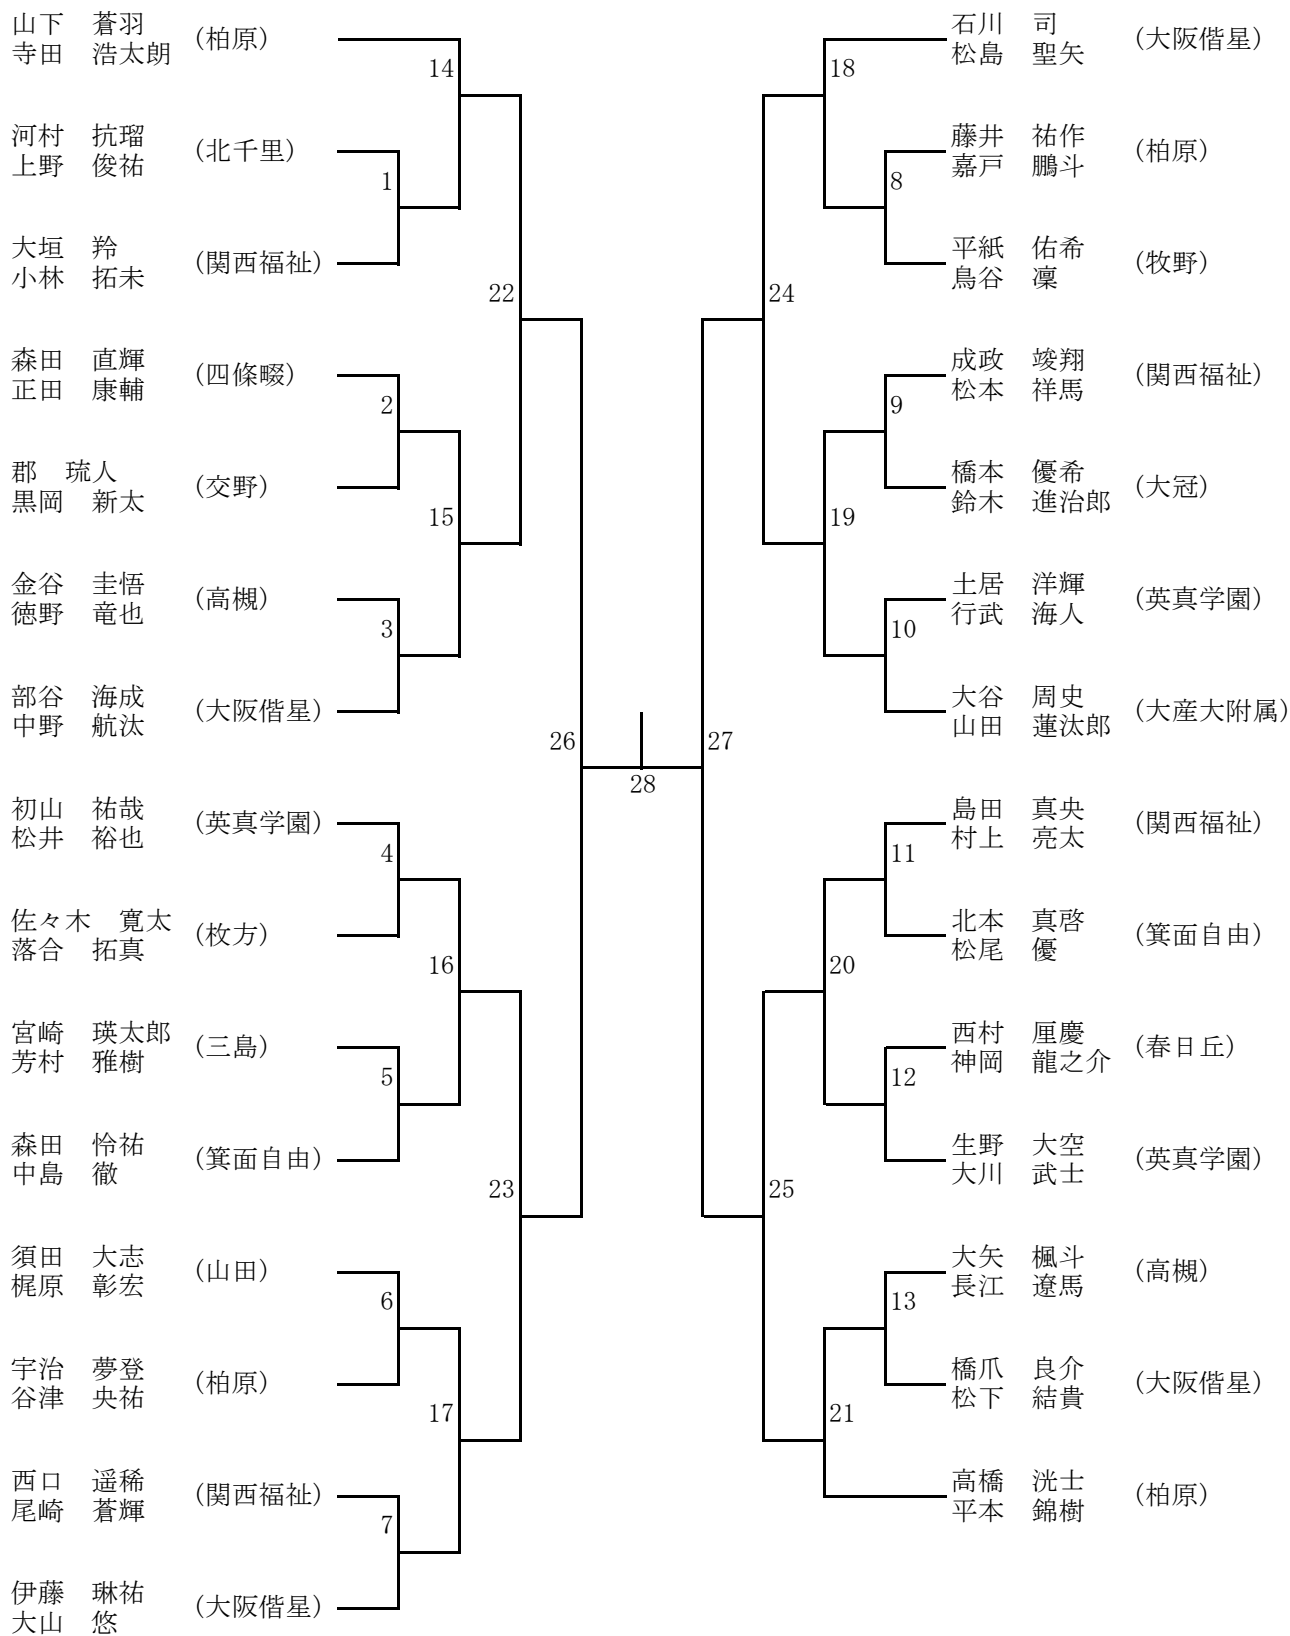 山下　蒼羽
寺田　浩太朗
(柏原)
14
河村　抗瑠
上野　俊祐
(北千里)
1
大垣　羚
小林　拓未
(関西福祉)
22
森田　直輝
正田　康輔
(四條畷)
2
郡　琉人
黒岡　新太
(交野)
15
金谷　圭悟
徳野　竜也
(高槻)
3
部谷　海成
中野　航汰
(大阪偕星)
26
初山　祐哉
松井　裕也
(英真学園)
4
佐々木　寛太
落合　拓真
(枚方)
16
宮崎　瑛太郎
芳村　雅樹
(三島)
5
森田　怜祐
中島　徹
(箕面自由)
23
須田　大志
梶原　彰宏
(山田)
6
宇治　夢登
谷津　央祐
(柏原)
17
西口　遥稀
尾崎　蒼輝
(関西福祉)
7
伊藤　琳祐
大山　悠
(大阪偕星)
28
石川　司
松島　聖矢
(大阪偕星)
18
藤井　祐作
嘉戸　鵬斗
(柏原)
8
平紙　佑希
鳥谷　凜
(牧野)
24
成政　竣翔
松本　祥馬
(関西福祉)
9
橋本　優希
鈴木　進治郎
(大冠)
19
土居　洋輝
行武　海人
(英真学園)
10
大谷　周史
山田　蓮汰郎
(大産大附属)
27
島田　真央
村上　亮太
(関西福祉)
11
北本　真啓
松尾　優
(箕面自由)
20
西村　厘慶
神岡　龍之介
(春日丘)
12
生野　大空
大川　武士
(英真学園)
25
大矢　楓斗
長江　遼馬
(高槻)
13
橋爪　良介
松下　結貴
(大阪偕星)
21
高橋　洸士
平本　錦樹
(柏原)